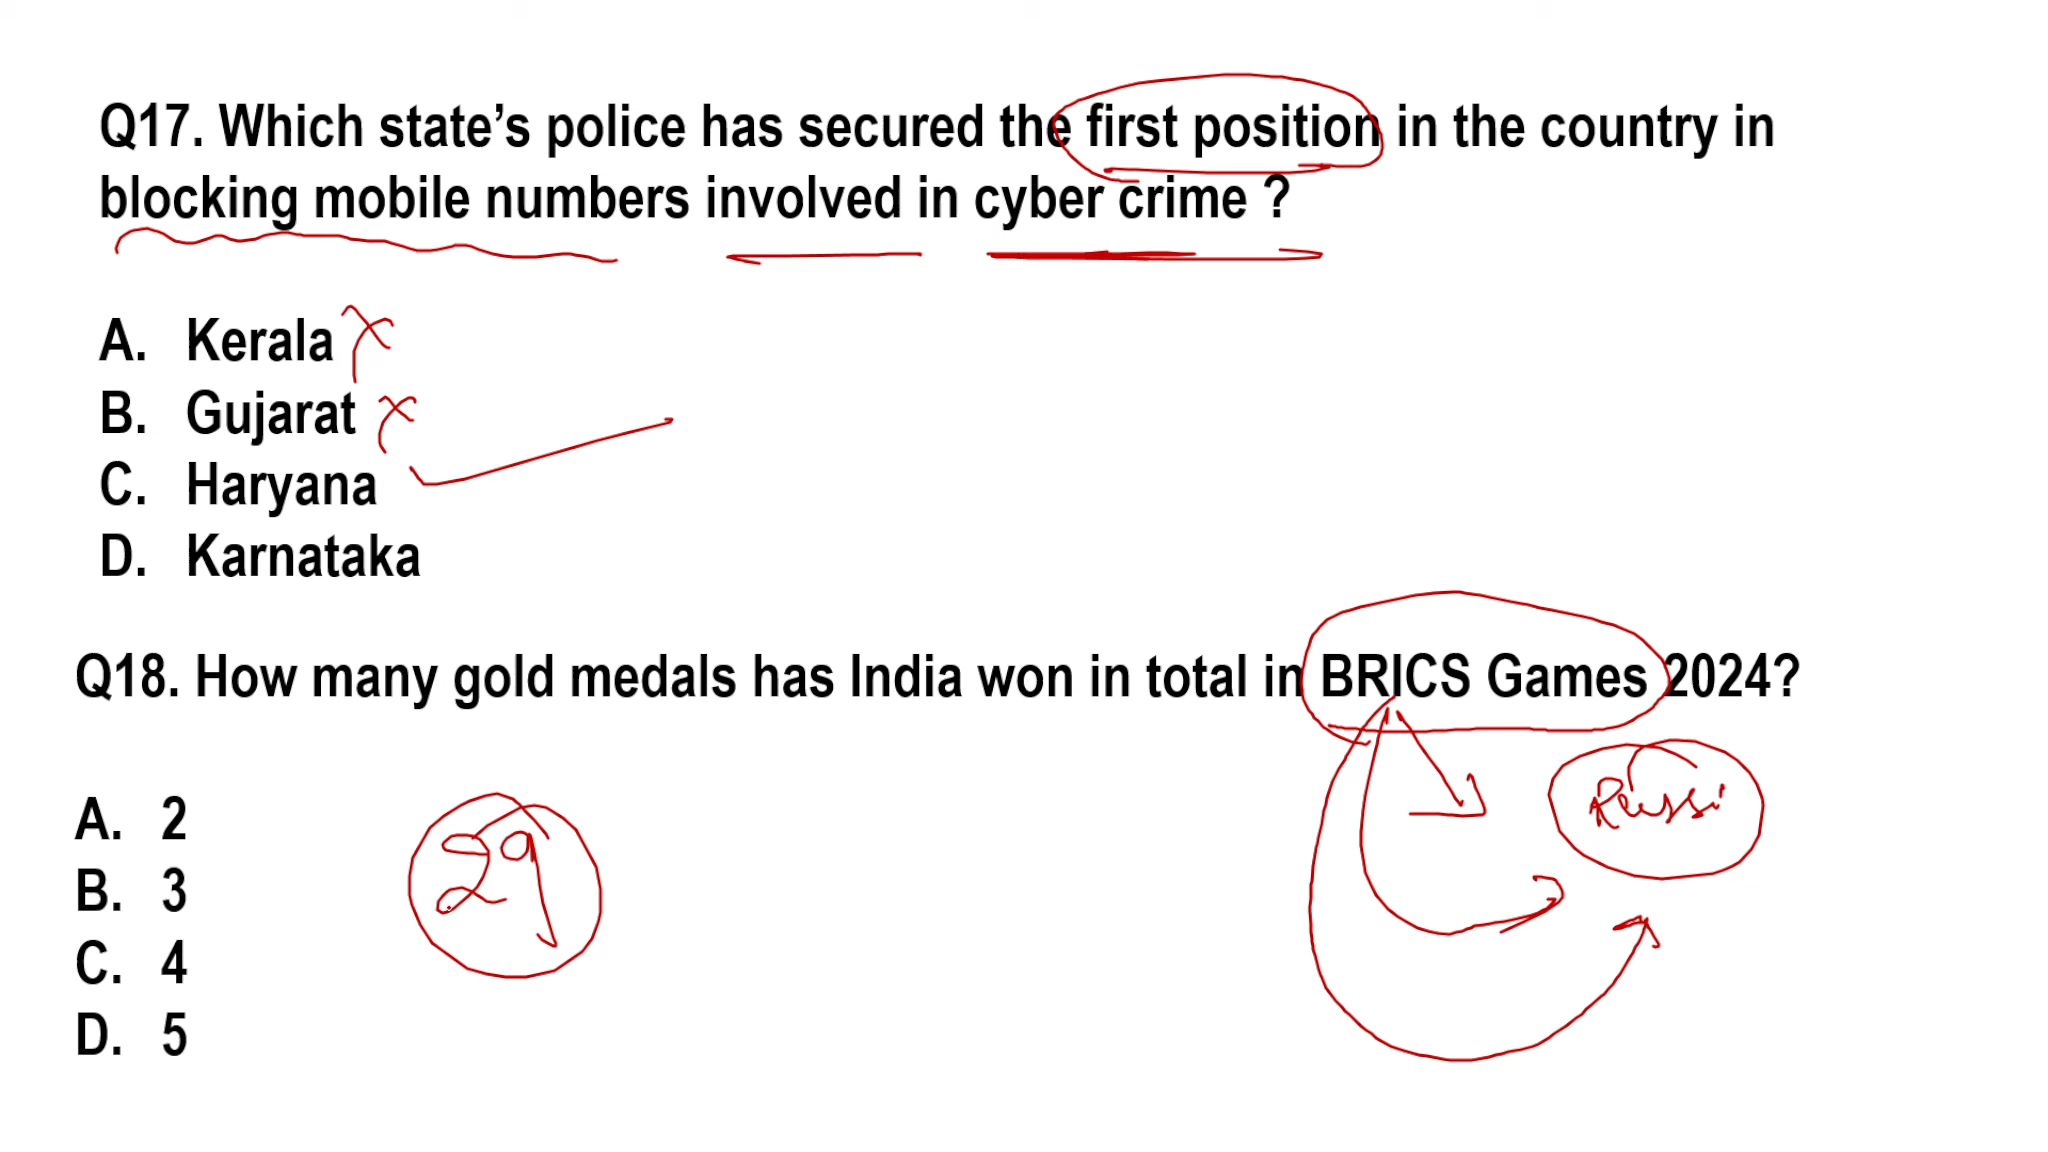 Q17. Which state’s police has secured the first position in the country in
blocking mobile numbers involved in cyber crime ?
A. Kerala
B. Gujarat
C. Haryana
D. Karnataka
Q18. How many gold medals has India won in total in BRICS Games 2024?
Russi
A. 2
29
B. 3
C. 4
D. 5